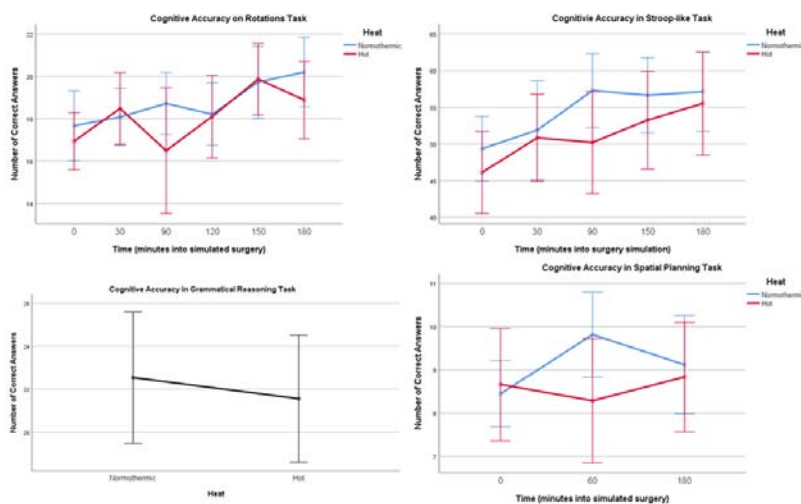 Cognitive Accuracy on Rotations Task
Heat
Normothermic
Hot
Number of Correct Answers
20
18
16
14
0 30 90 120 150 180
Time (minutes into simulated surgery)
Cognitivie Accuracy in Stroop-like Task
Heat
Normothermic
Hot
Number of Correct Answers
65
55
45
40
0 30 90 150 180
Time (minutes into surgery simulation)
Cognitive Accuracy in Grammatical Reasoning Task
Number of Correct Answers
Normothermic Hot
Heat
Cognitive Accuracy in Spatial Planning Task
Heat
Normothermic
Hot
Number of Correct Answers
11
10
9
8
7
0 60 180
Time (minutes into simulated surgery)